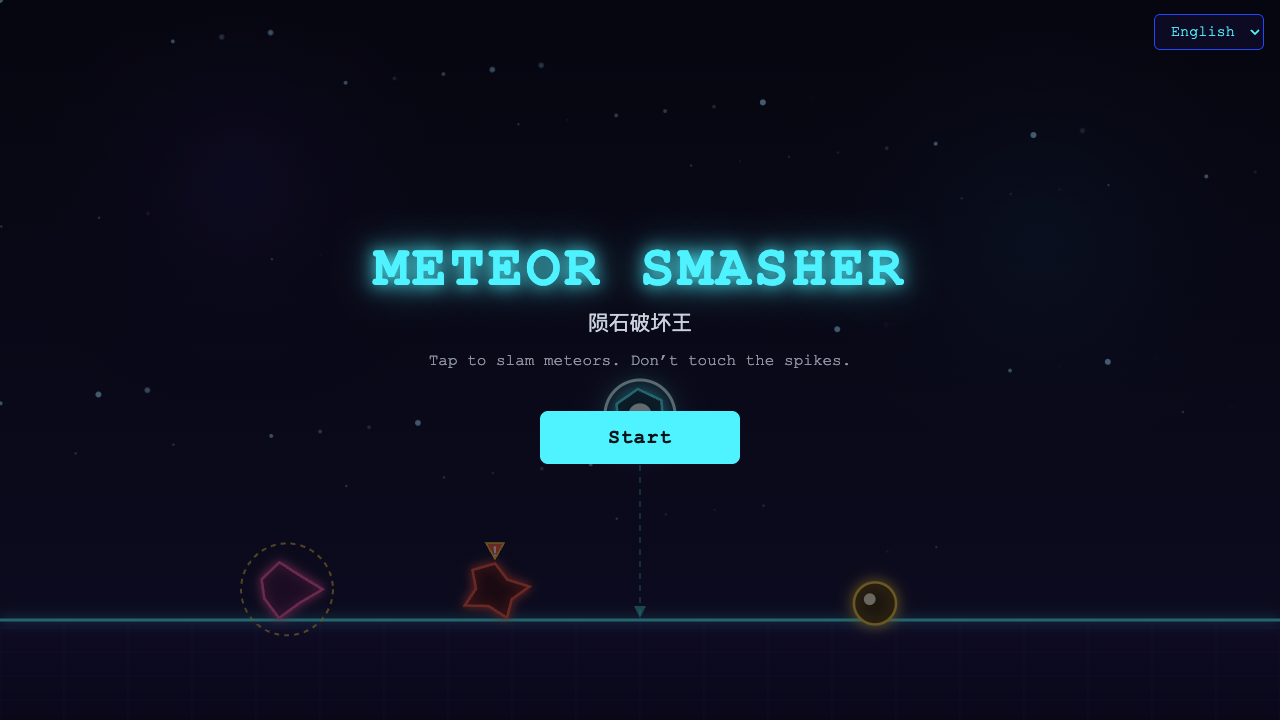 English
METEOR SMASHER
陨石破坏王
Tap to slam meteors. Don’t touch the spikes.
Start
!